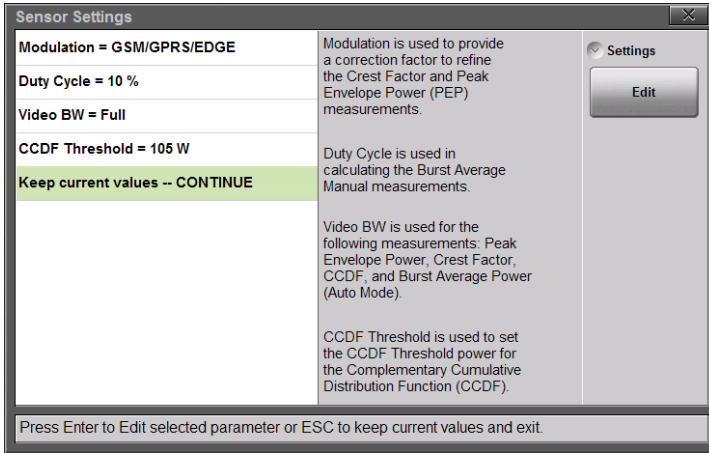 Sensor Settings
Modulation = GSM/GPRS/EDGE
Duty Cycle = 10 %
Video BW = Full
CCDF Threshold = 105 W
Keep current values -- CONTINUE
Modulation is used to provide
a correction factor to refine
the Crest Factor and Peak
Envelope Power (PEP)
measurements.
Duty Cycle is used in
calculating the Burst Average
Manual measurements.
Video BW is used for the
following measurements: Peak
Envelope Power, Crest Factor,
CCDF, and Burst Average Power
(Auto Mode).
CCDF Threshold is used to set
the CCDF Threshold power for
the Complementary Cumulative
Distribution Function (CCDF).
Settings
Edit
Press Enter to Edit selected parameter or ESC to keep current values and exit.